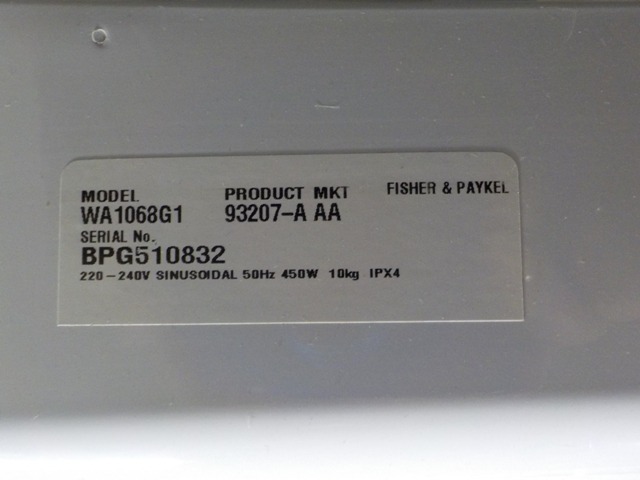 MODEL PRODUCT MKT FISHER & PAYKEL
WA1068G1 93207-A AA
SERIAL No.
BPG510832
220-240V SINUSOIDAL 50Hz 450W 10kg IPX4